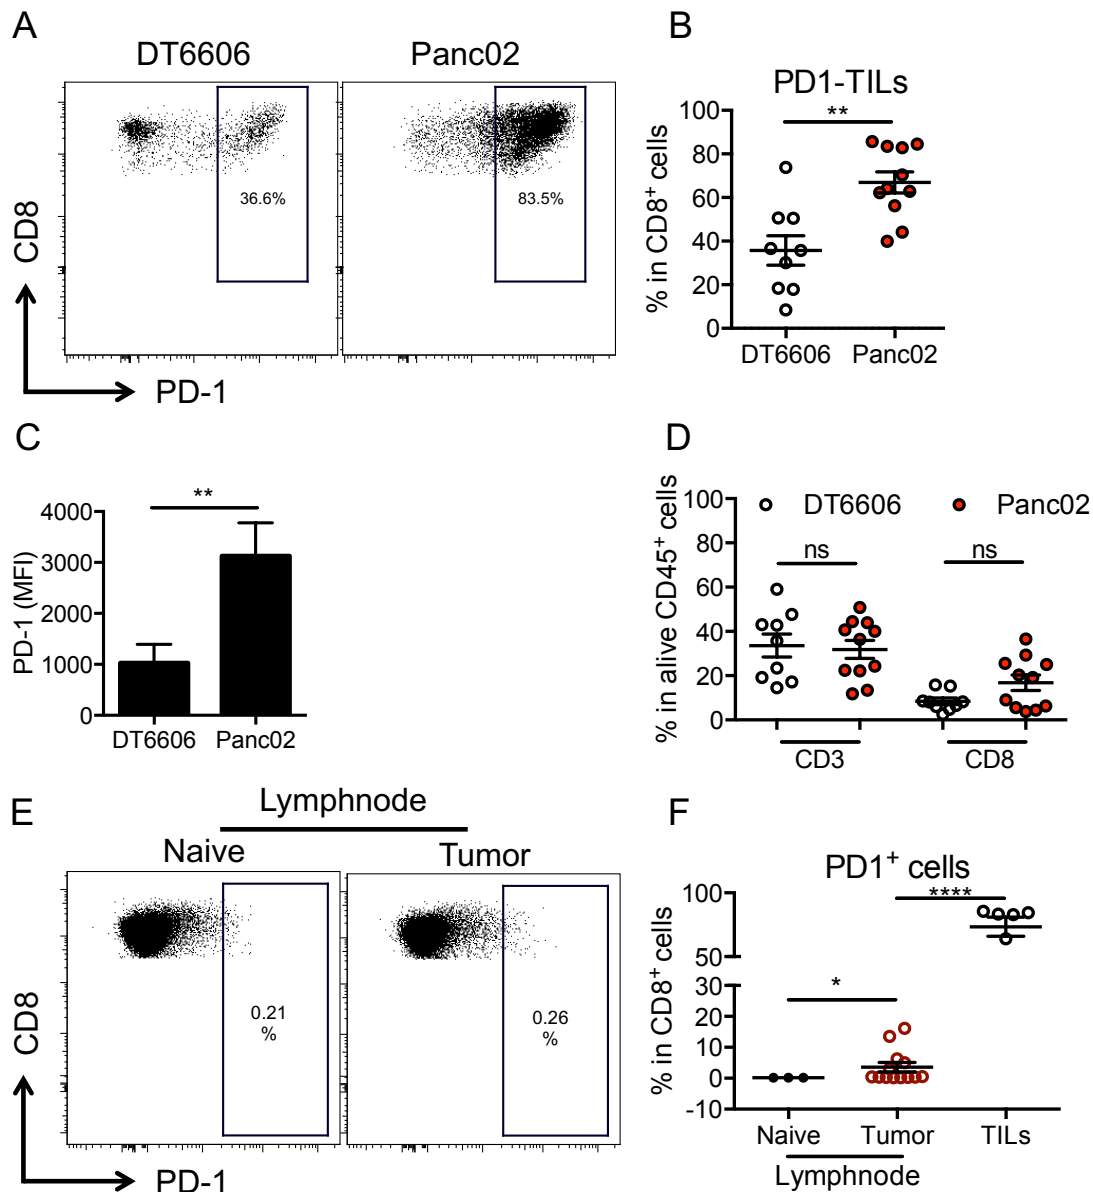 A
DT6606
Panc02
36.6%
83.5%
CD8
PD-1
B
PD1-TILs
**
% in CD8⁺ cells
100
80
60
40
20
0
DT6606
Panc02
C
**
PD-1 (MFI)
4000
3000
2000
1000
0
DT6606
Panc02
D
% in alive CD45⁺ cells
100
80
60
40
20
0
DT6606
Panc02
ns
ns
CD3
CD8
E
Lymphnode
Naive
Tumor
0.21
%
0.26
%
CD8
PD-1
F
PD1⁺ cells
****
*
% in CD8⁺ cells
100
50
30
20
10
0
-10
Naive
Tumor
TILs
Lymphnode